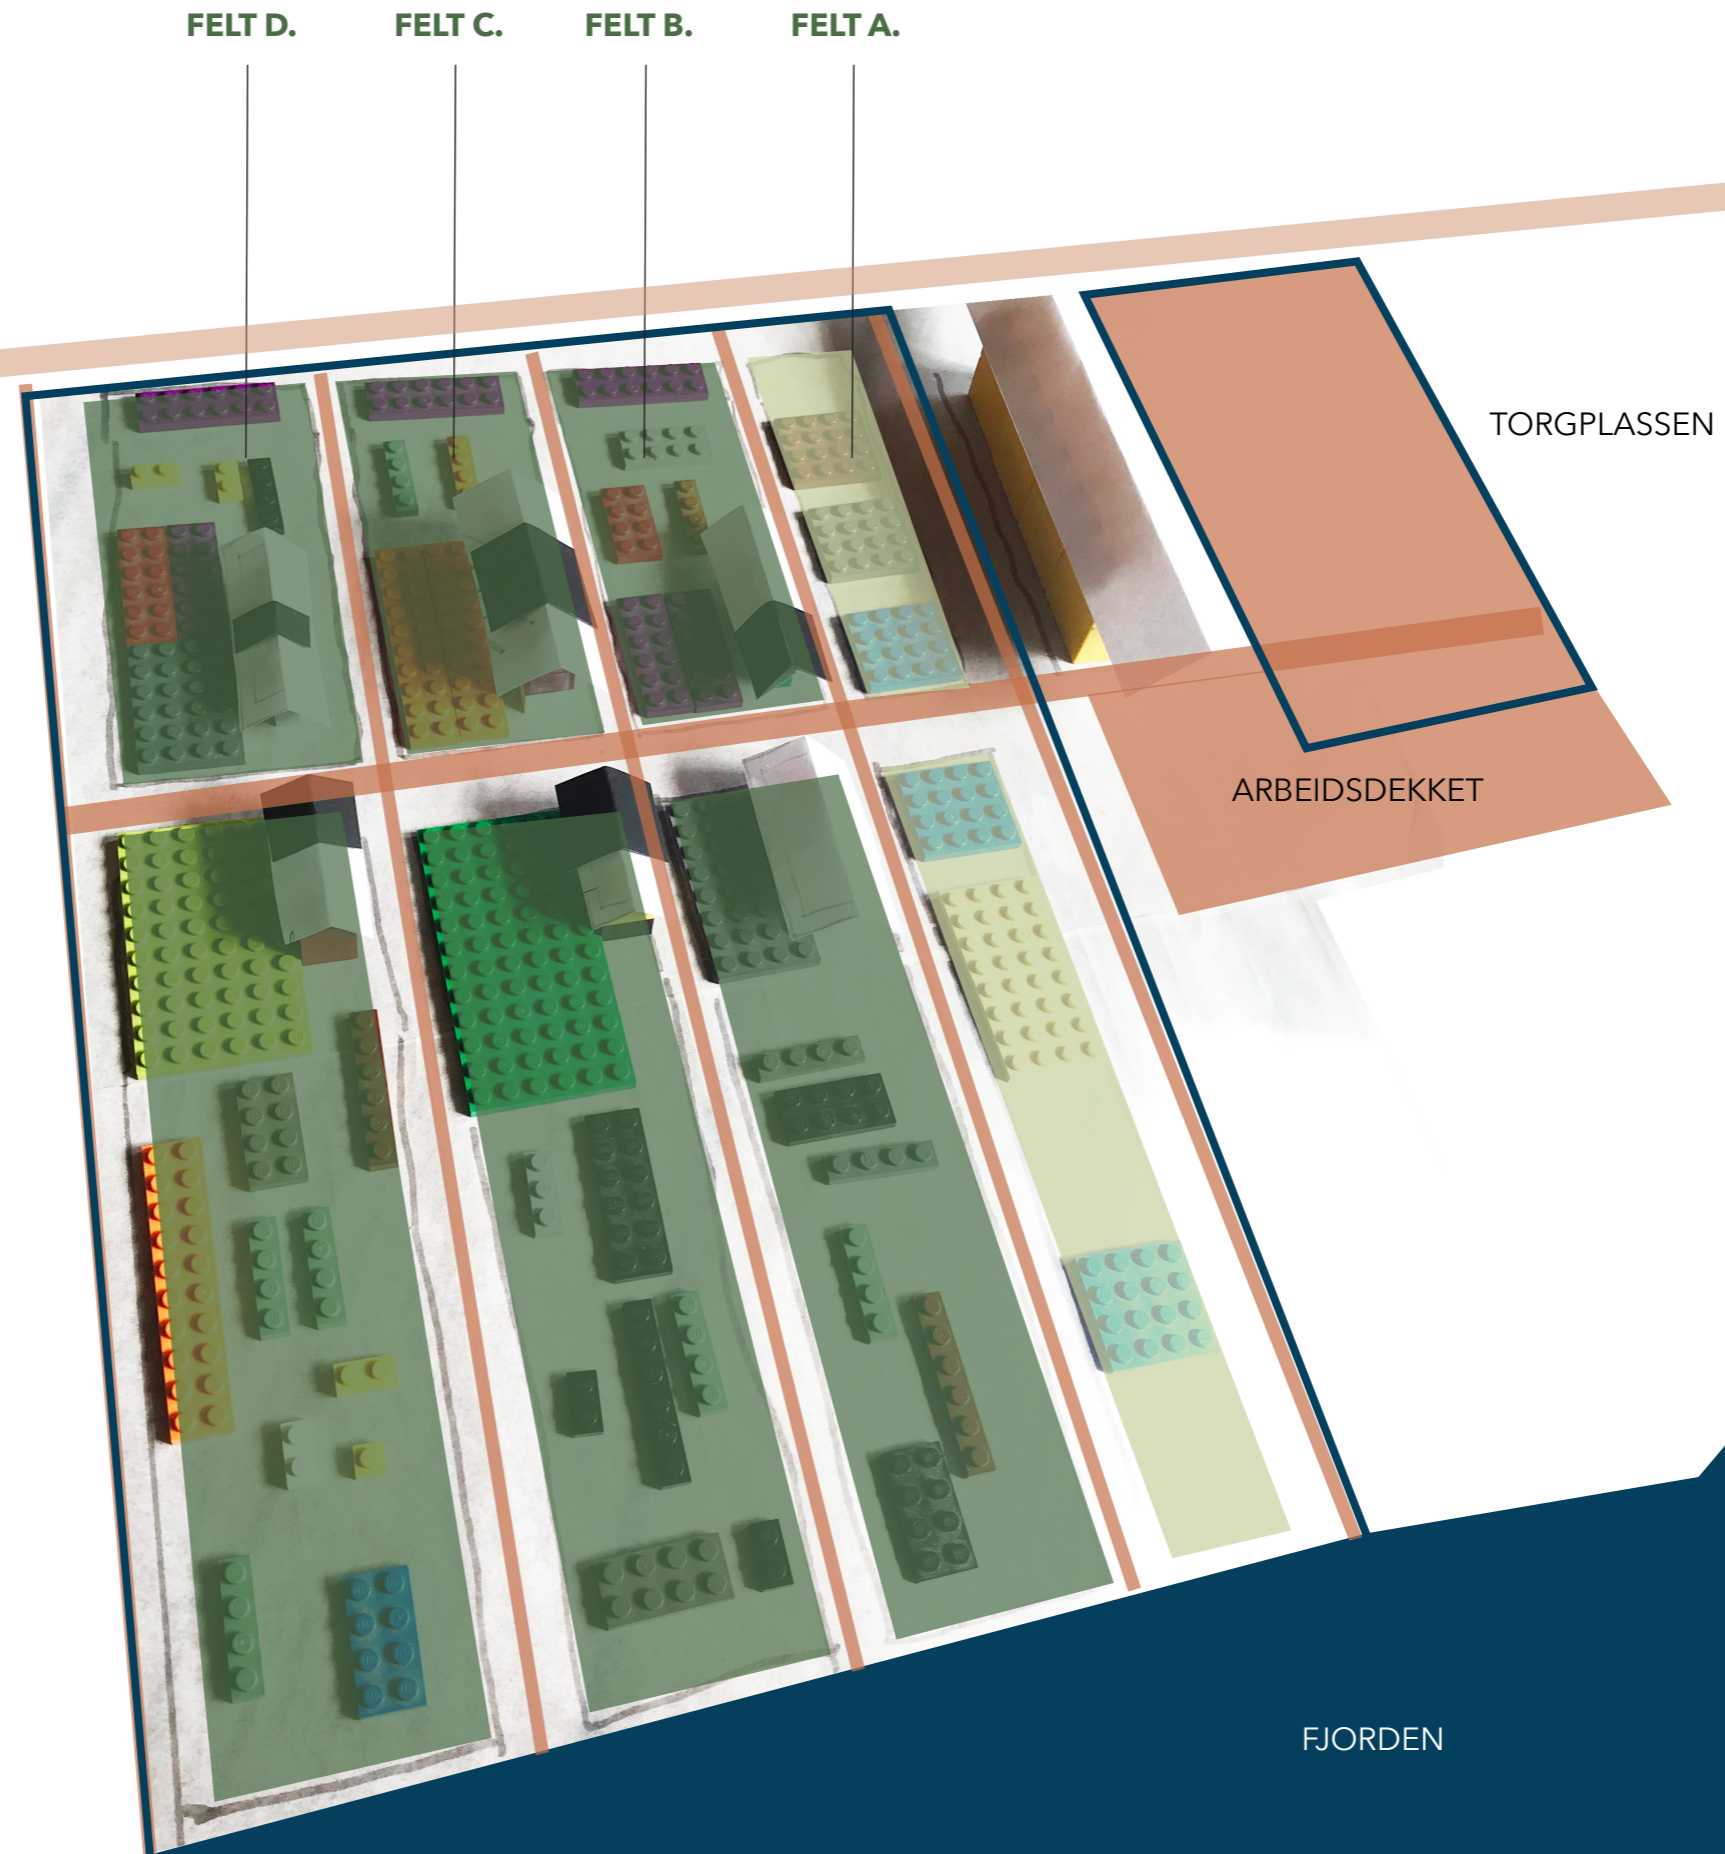 FELT D.
FELT C.
FELT B.
FELT A.
TORGPLASSEN
ARBEIDSDEKKET
FJORDEN